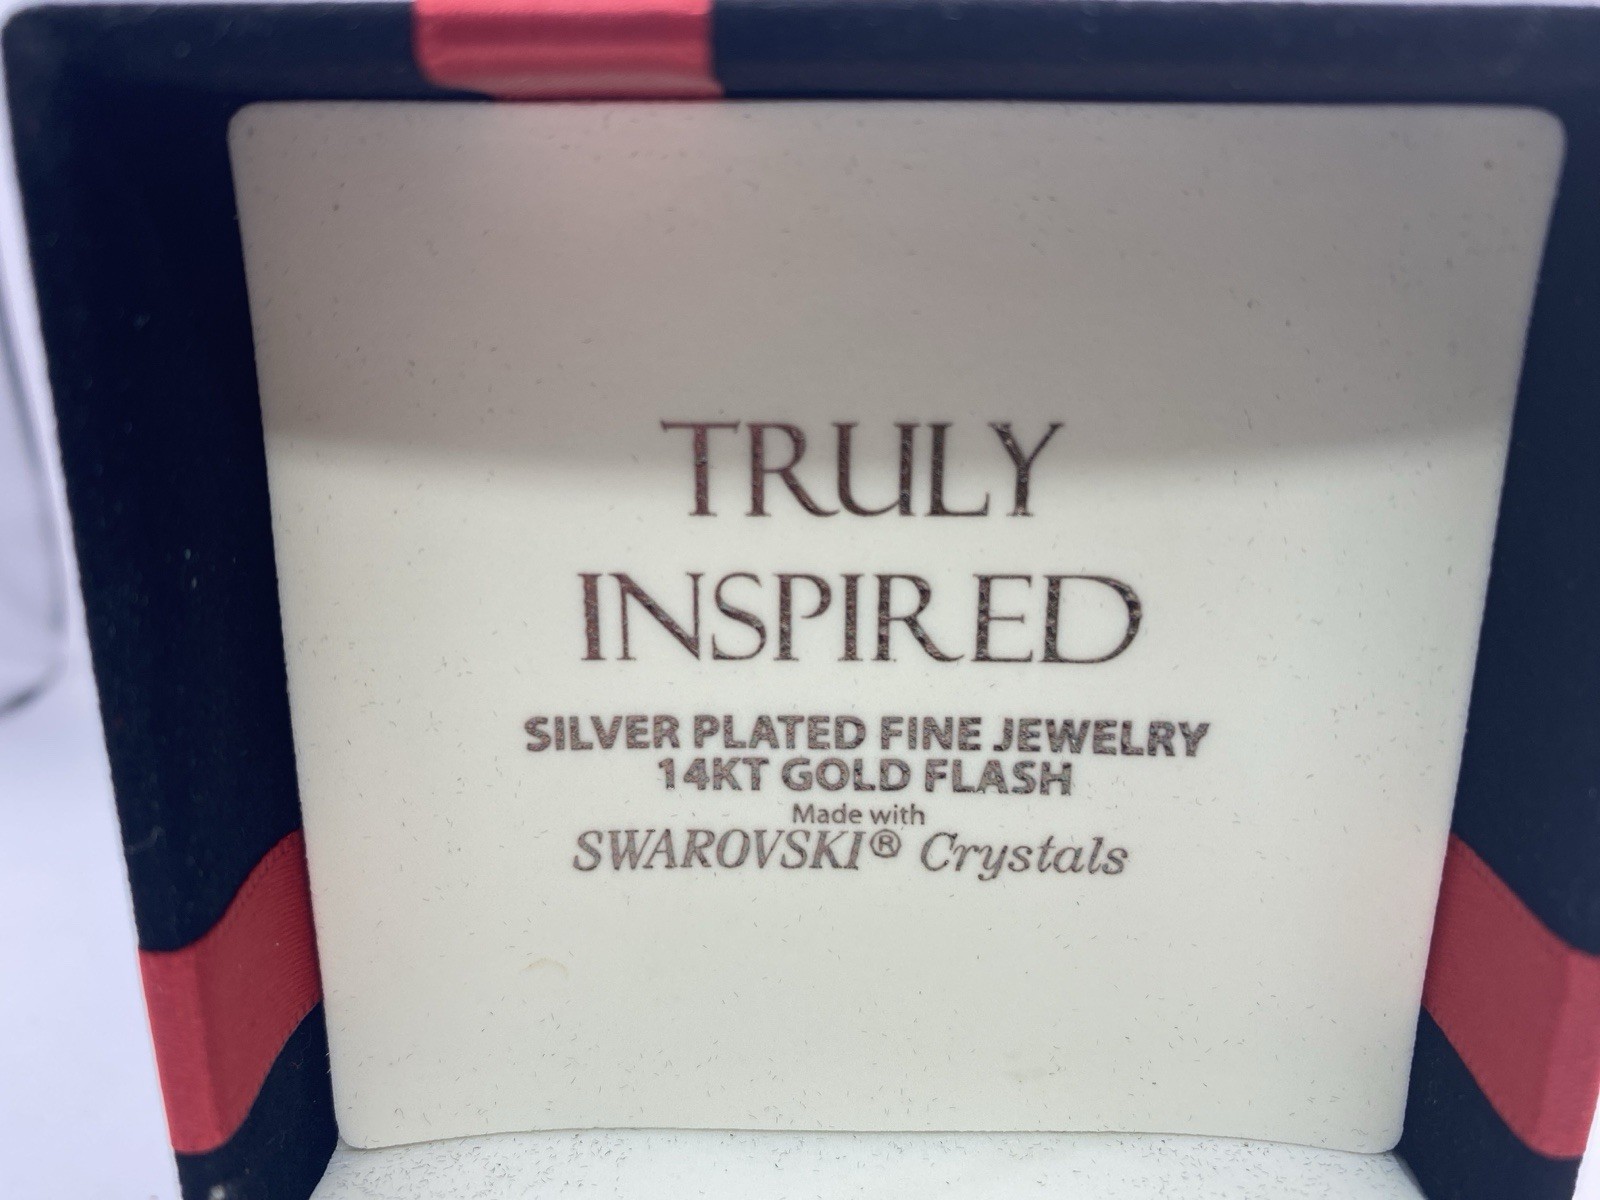 TRULY
INSPIRED
SILVER PLATED FINE JEWELRY
14KT GOLD FLASH
Made with
SWAROVSKI® Crystals